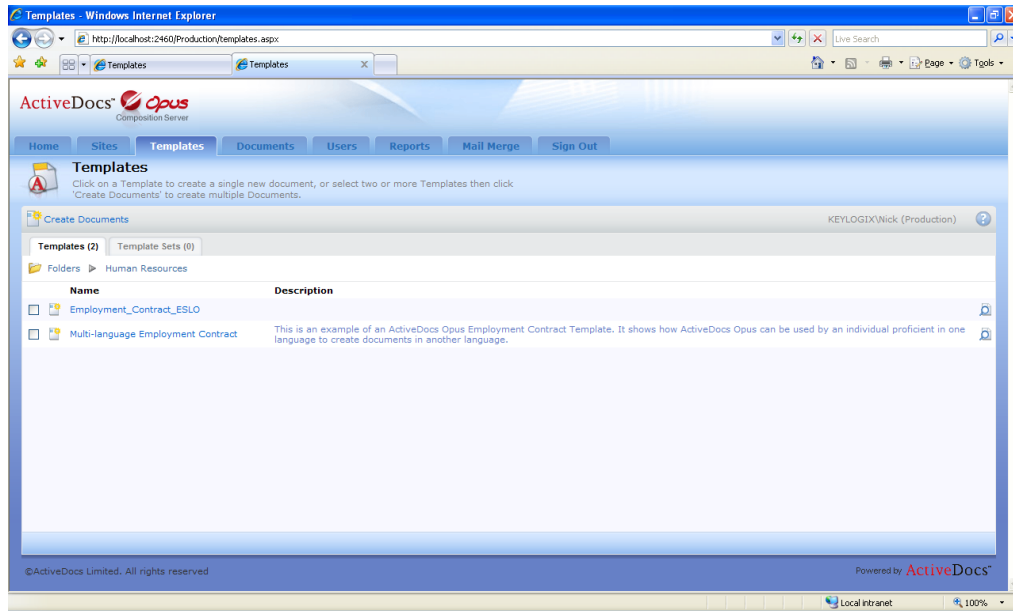 Templates - Windows Internet Explorer
http://localhost:2460/Production/templates.aspx
Live Search
Templates
Templates
Page
Tools
ActiveDocs™ Opus
Composition Server
Home Sites Templates Documents Users Reports Mail Merge Sign Out
Templates
Click on a Template to create a single new document, or select two or more Templates then click
'Create Documents' to create multiple Documents.
Create Documents
KEYLOGIX\Nick (Production)
Templates (2) Template Sets (0)
Folders Human Resources
Name Description
Employment_Contract_ESLO
Multi-language Employment Contract
This is an example of an ActiveDocs Opus Employment Contract Template. It shows how ActiveDocs Opus can be used by an individual proficient in one
language to create documents in another language.
©ActiveDocs Limited. All rights reserved
Powered by ActiveDocs™
Local intranet
100%